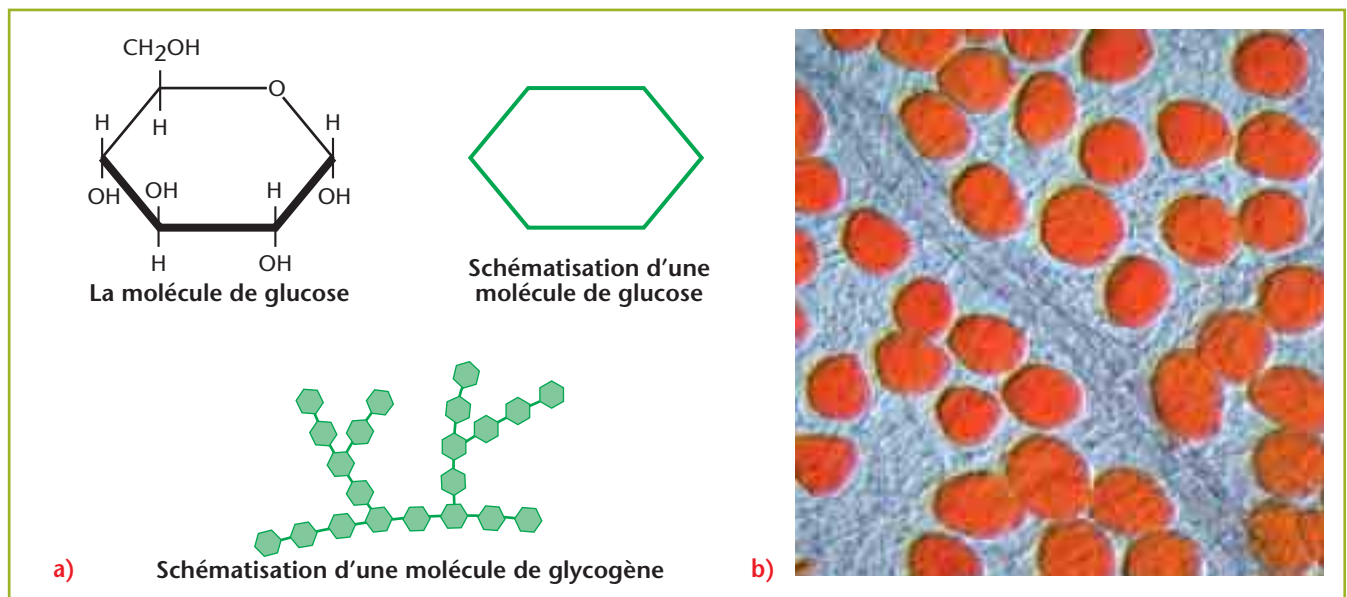 CH2OH
O
H
H
H
OH
OH
H
OH
H
OH
La molécule de glucose
Schématisation d'une
molécule de glucose
a)
Schématisation d'une molécule de glycogène
b)